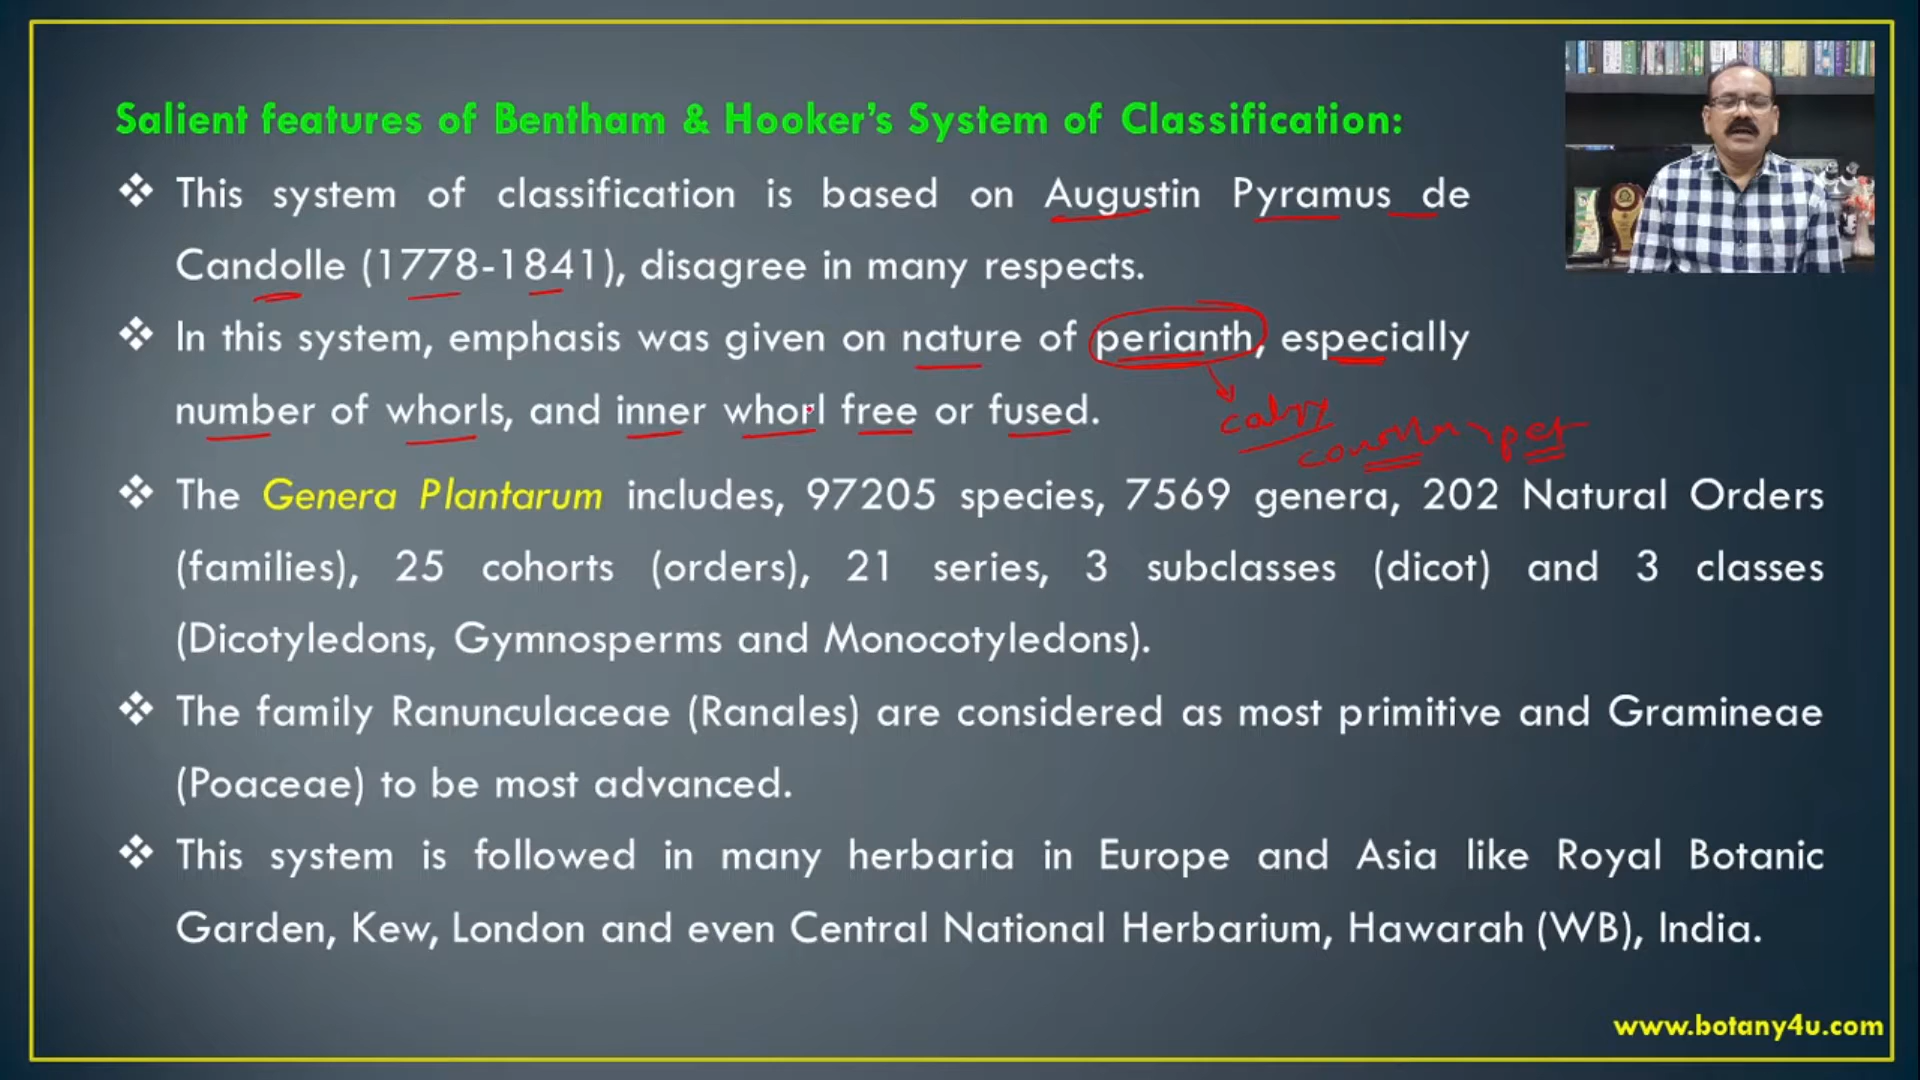 Salient features of Bentham & Hooker's System of Classification:
❖ This system of classification is based on Augustin Pyramus de
Candolle (1778-1841), disagree in many respects.
❖ In this system, emphasis was given on nature of perianth, especially
number of whorls, and inner whorl free or fused.
❖ The Genera Plantarum includes, 97205 species, 7569 genera, 202 Natural Orders
(families), 25 cohorts (orders), 21 series, 3 subclasses (dicot) and 3 classes
(Dicotyledons, Gymnosperms and Monocotyledons).
❖ The family Ranunculaceae (Ranales) are considered as most primitive and Gramineae
(Poaceae) to be most advanced.
❖ This system is followed in many herbaria in Europe and Asia like Royal Botanic
Garden, Kew, London and even Central National Herbarium, Hawarah (WB), India.
www.botany4u.com